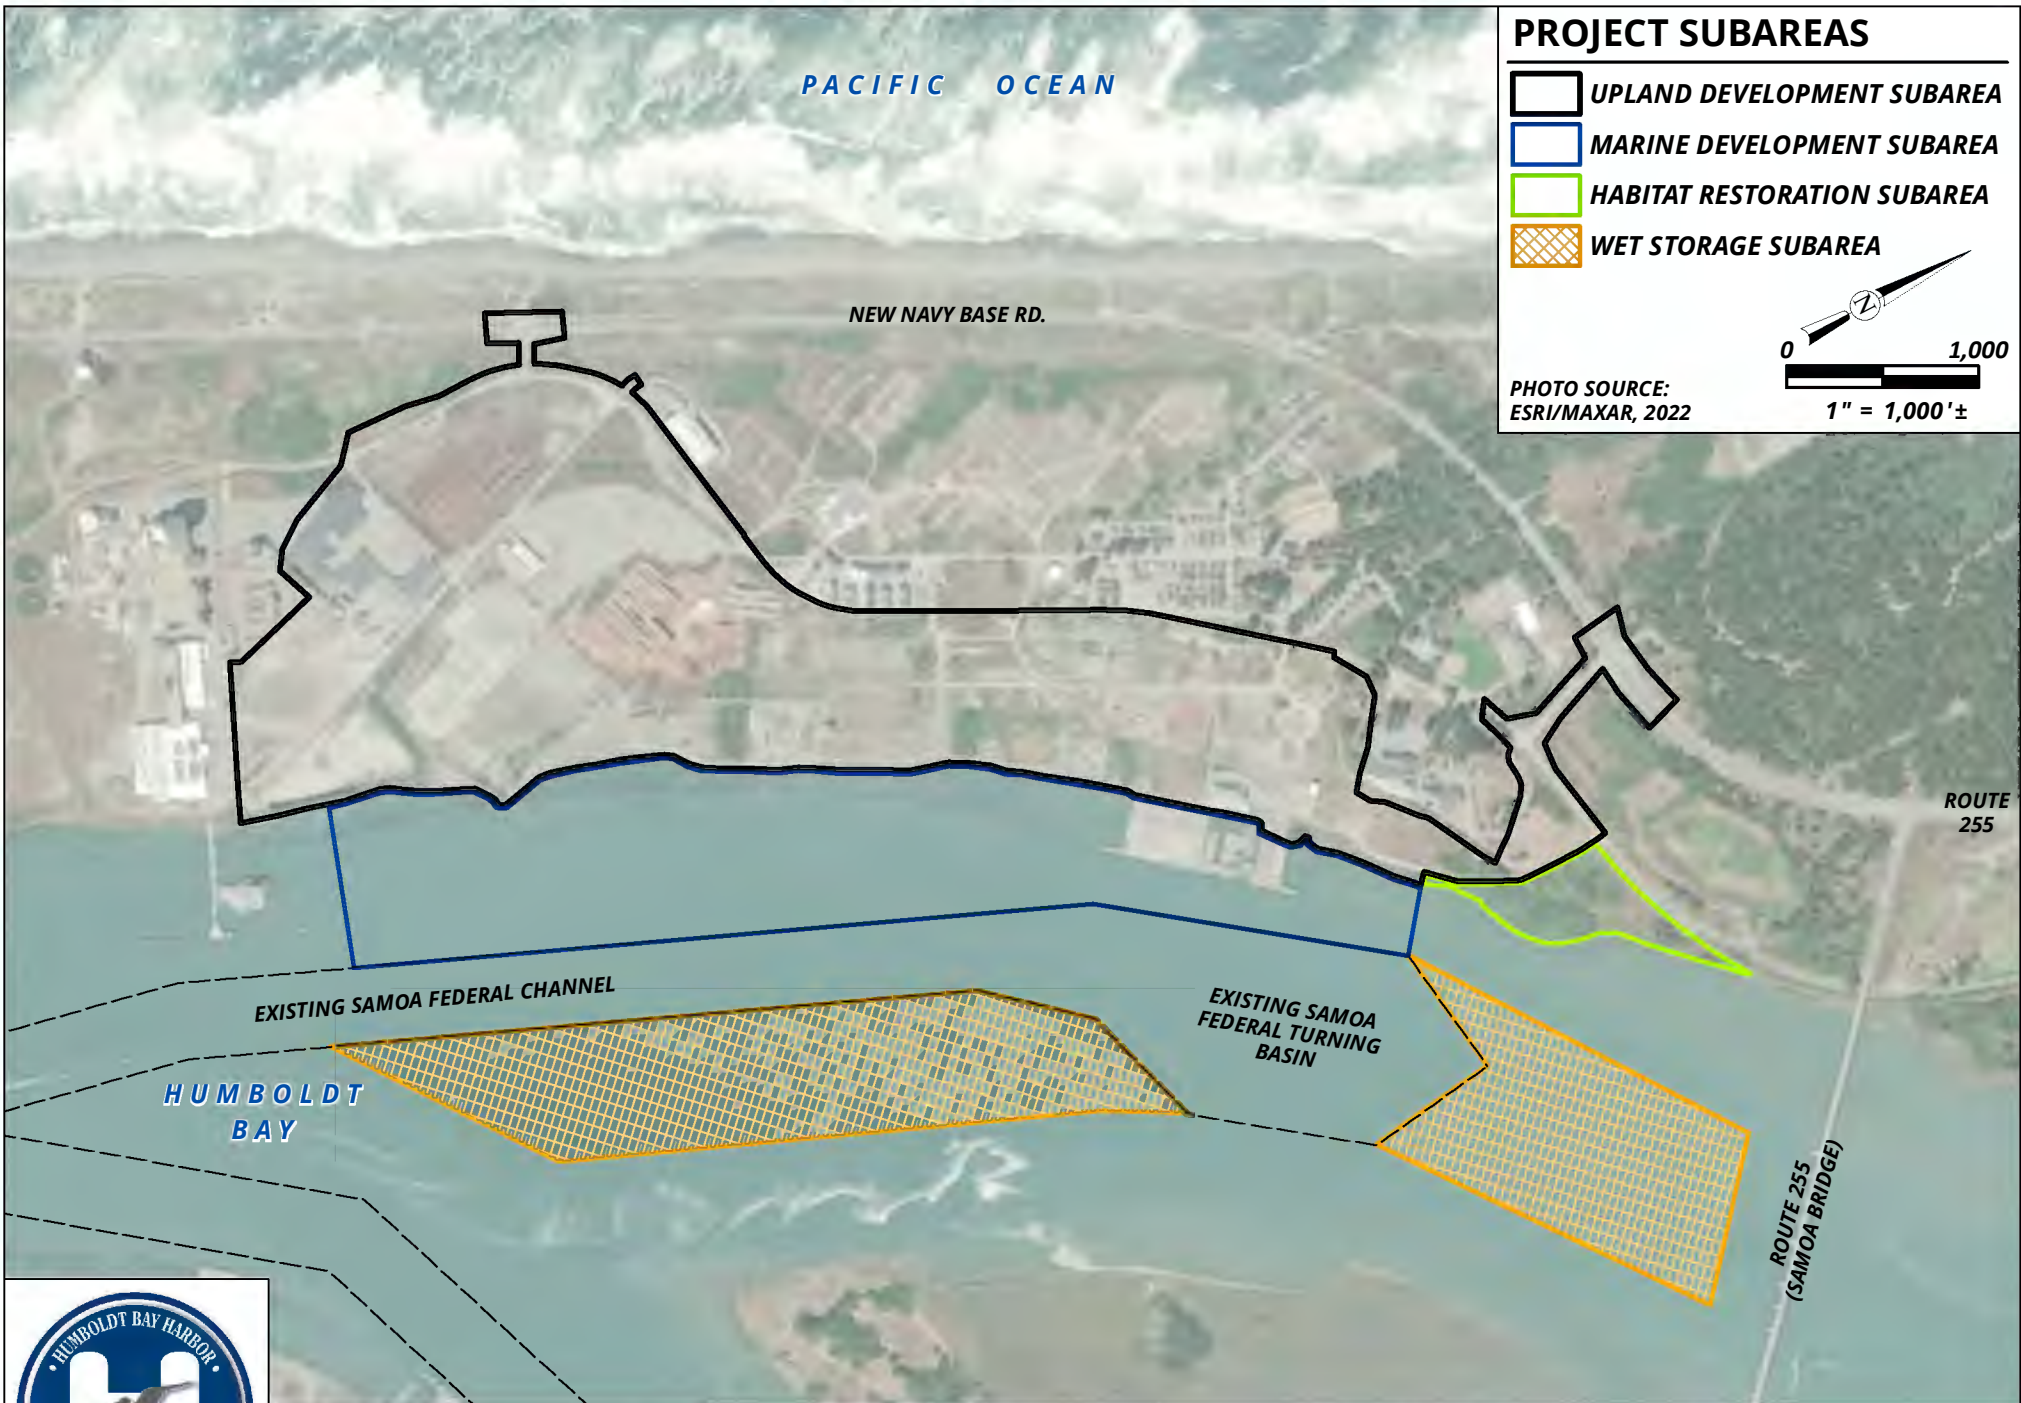 PROJECT SUBAREAS
UPLAND DEVELOPMENT SUBAREA
MARINE DEVELOPMENT SUBAREA
HABITAT RESTORATION SUBAREA
WET STORAGE SUBAREA
N
0 1,000
1" = 1,000'±
PHOTO SOURCE:
ESRI/MAXAR, 2022
PACIFIC OCEAN
NEW NAVY BASE RD.
ROUTE
255
EXISTING SAMOA FEDERAL CHANNEL
EXISTING SAMOA
FEDERAL TURNING
BASIN
HUMBOLDT
BAY
ROUTE 255
(SAMOA BRIDGE)
• HUMBOLDT BAY HARBOR •